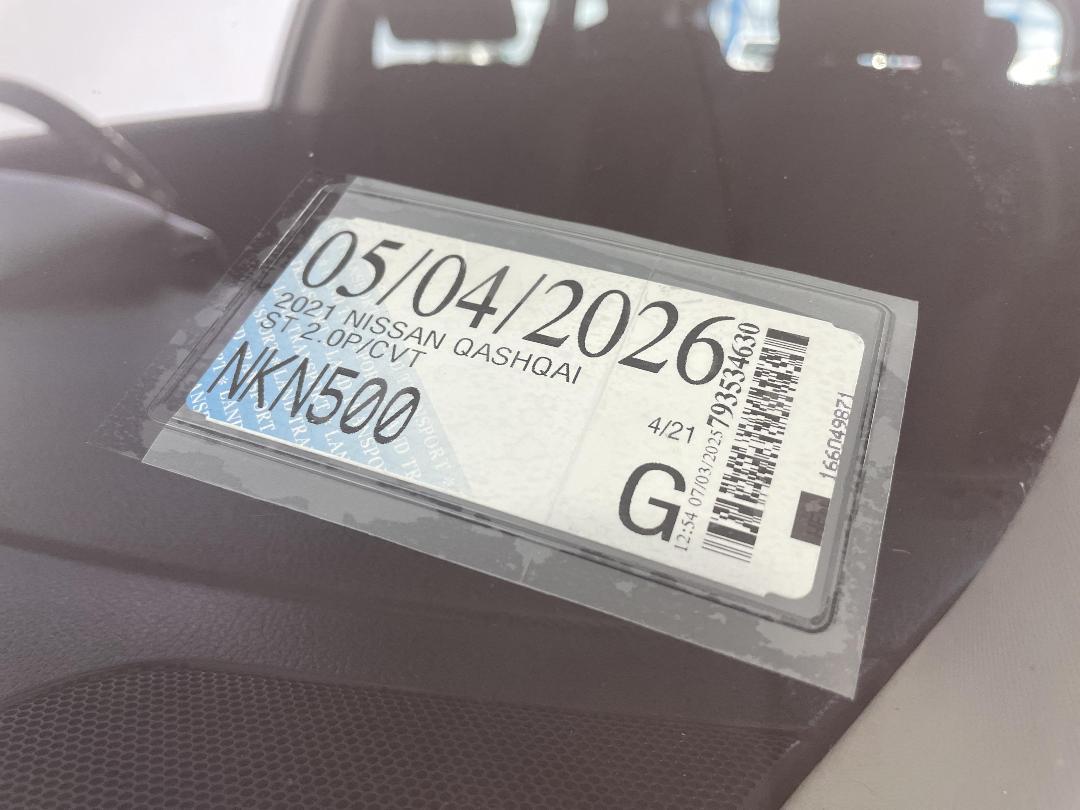 05/04/2026
2021 NISSAN QASHQAI
ST 2.0P/CVT
NKN500
4/21
G
12:54 07/03/2025
793534630
166049871